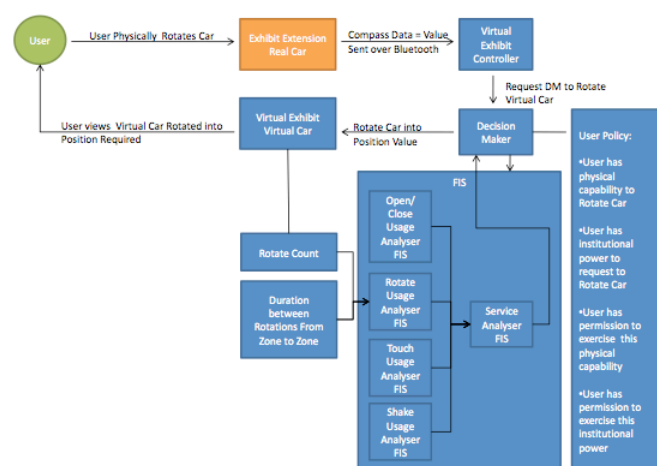 User
User Physically Rotates Car
Exhibit Extension
Real Car
Compass Data = Value
Sent over Bluetooth
Virtual
Exhibit
Controller
Request DM to Rotate
Virtual Car
User views Virtual Car Rotated into
Position Required
Virtual Exhibit
Virtual Car
Rotate Car into
Position Value
Decision
Maker
User Policy:
•User has
physical
capability to
Rotate Car
•User has
institutional
power to
request to
Rotate Car
•User has
permission to
exercise this
physical
capability
•User has
permission to
exercise this
institutional
power
FIS
Open/
Close
Usage
Analyser
FIS
Rotate Count
Duration
between
Rotations From
Zone to Zone
Rotate
Usage
Analyser
FIS
Service
Analyser
FIS
Touch
Usage
Analyser
FIS
Shake
Usage
Analyser
FIS